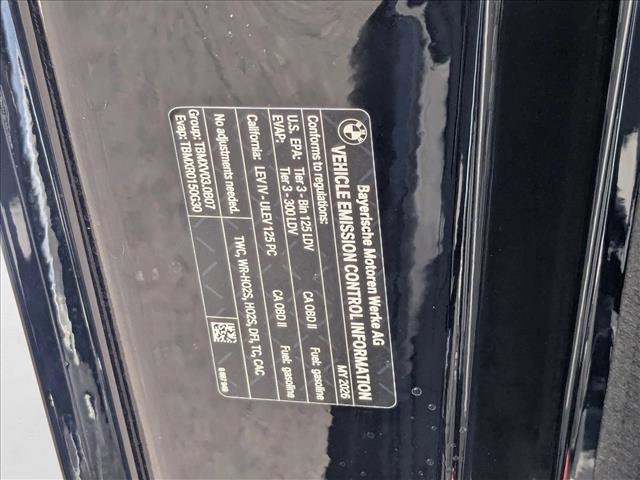 BMW
Bayerische Motoren Werke AG
VEHICLE EMISSION CONTROL INFORMATION
Conforms to regulations: MY 2026
U.S. EPA: Tier 3 - Bin 125 LDV CA OBD II Fuel: gasoline
EVAP: Tier 3 - 300 LDV
California: LEV IV - ULEV 125 PC CA OBD II Fuel: gasoline
No adjustments needed.
Group: TBMXV03.0B07 TWC, WR-HO2S, HO2S, DFI, TC, CAC
Evap: TBMXR0150G30